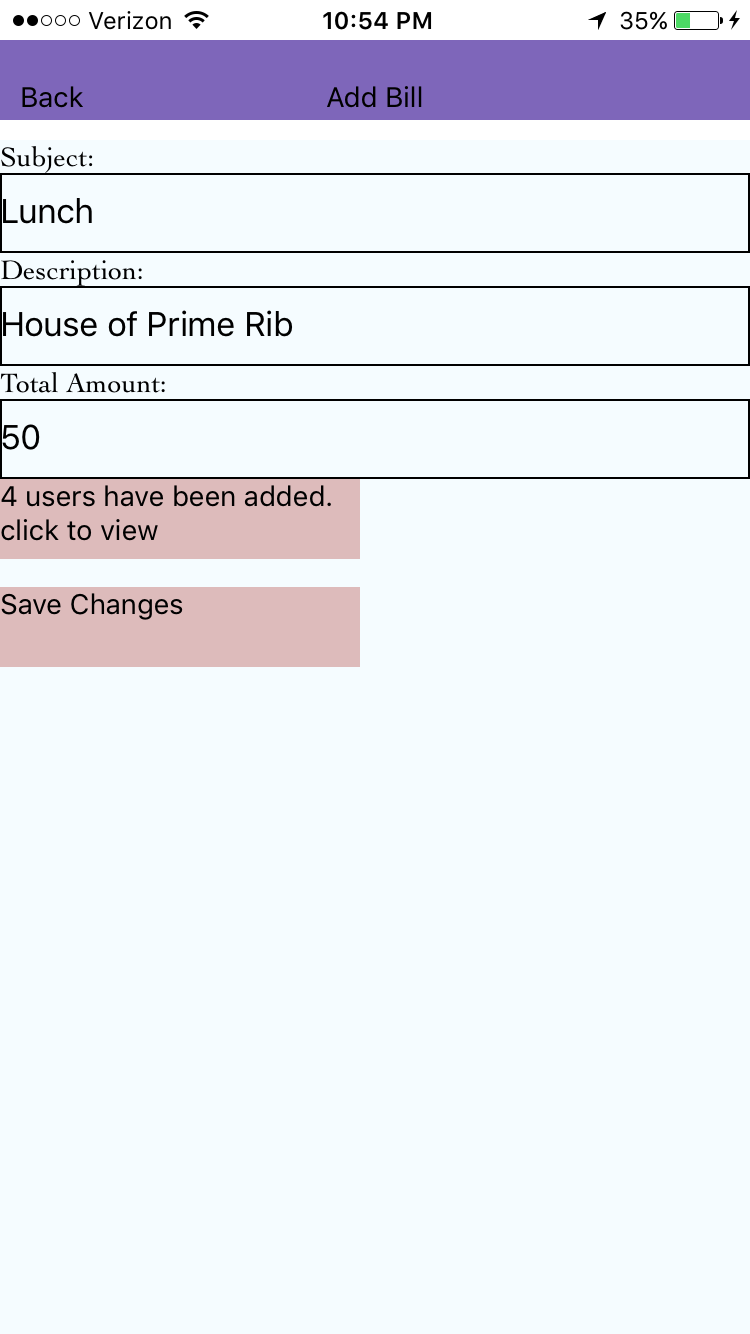 Verizon 10:54 PM 35%
Back Add Bill
Subject:
Lunch
Description:
House of Prime Rib
Total Amount:
50
4 users have been added.
click to view
Save Changes